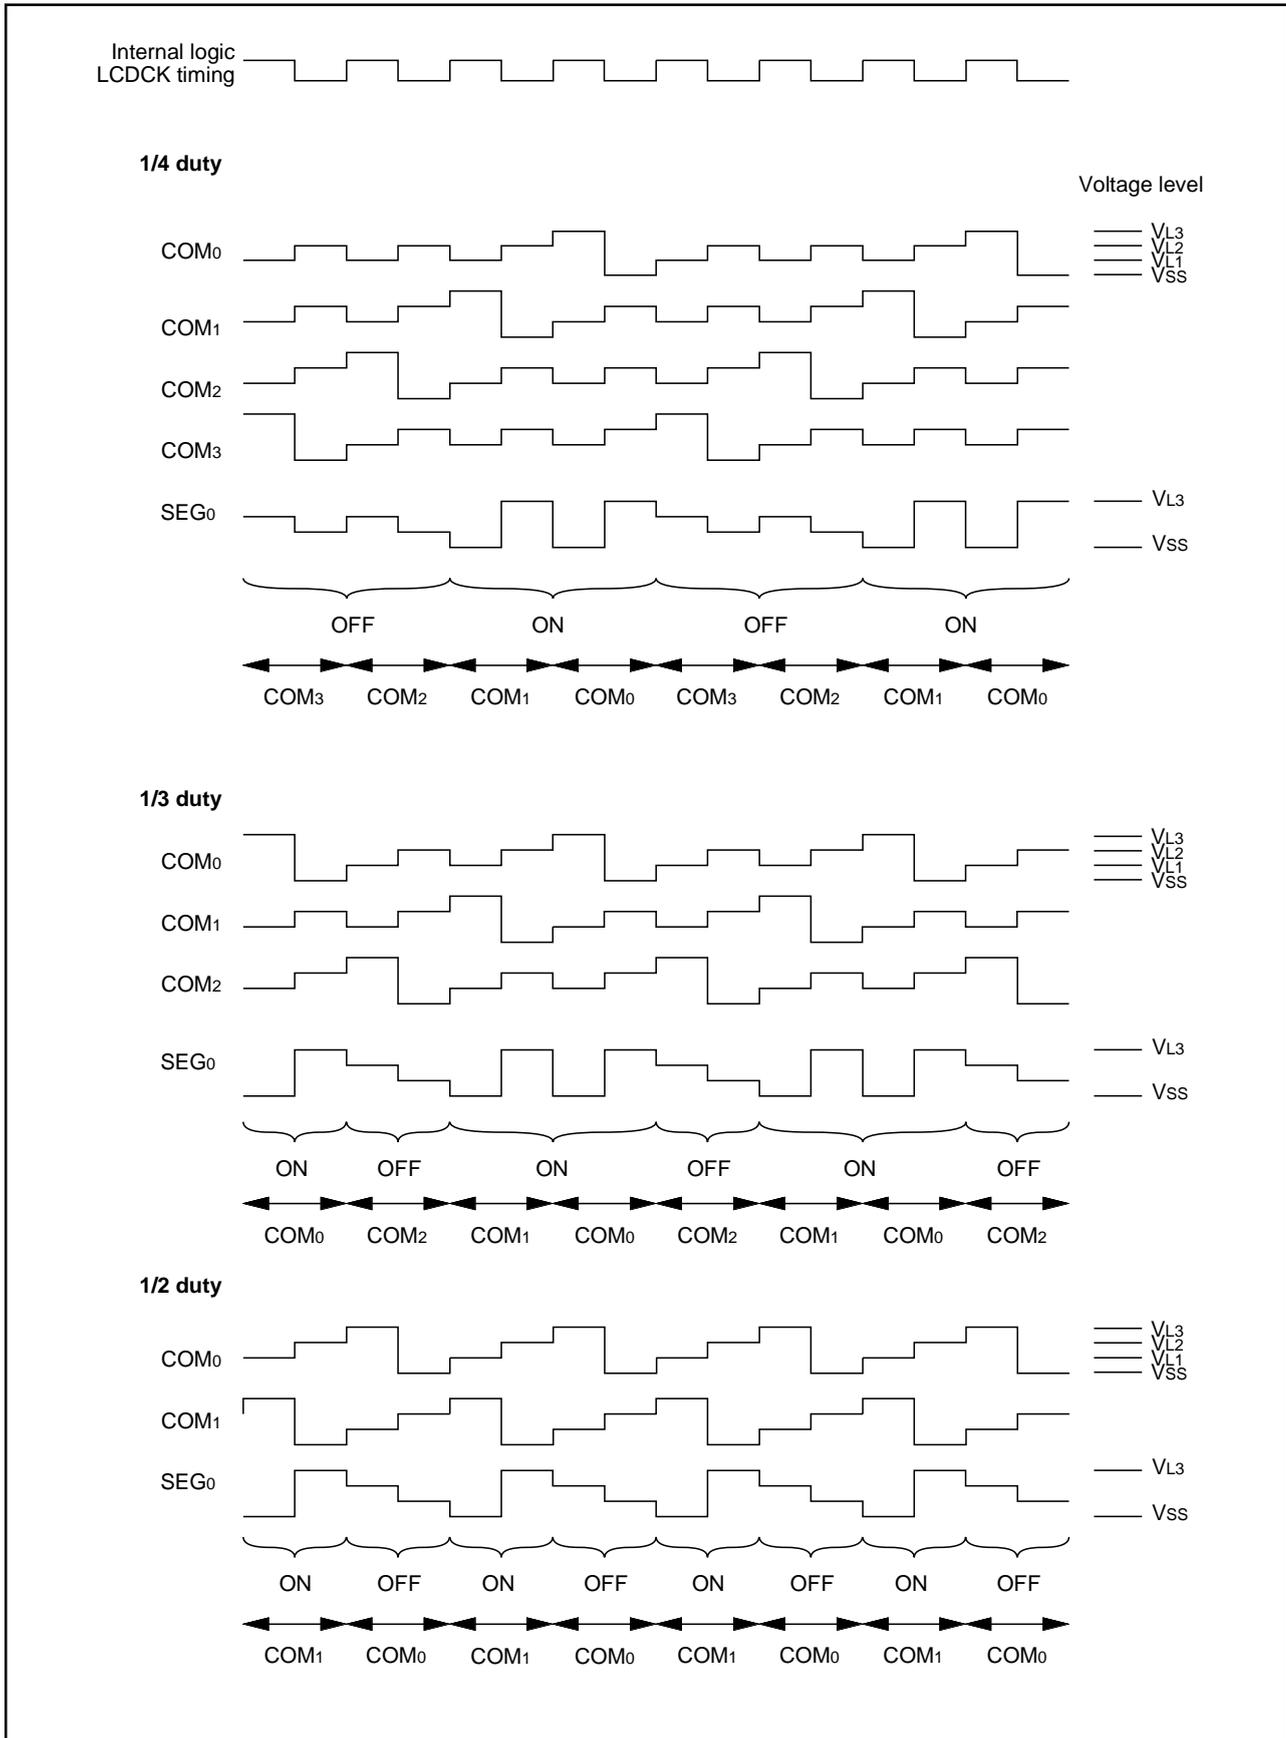 Internal logic
LCDCK timing
1/4 duty
Voltage level
COM0
VL3
VL2
VL1
VSS
COM1
COM2
COM3
SEG0
VL3
VSS
OFF ON OFF ON
COM3 COM2 COM1 COM0 COM3 COM2 COM1 COM0
1/3 duty
COM0
VL3
VL2
VL1
VSS
COM1
COM2
SEG0
VL3
VSS
ON OFF ON OFF ON OFF
COM0 COM2 COM1 COM0 COM2 COM1 COM0 COM2
1/2 duty
COM0
VL3
VL2
VL1
VSS
COM1
SEG0
VL3
VSS
ON OFF ON OFF ON OFF ON OFF
COM1 COM0 COM1 COM0 COM1 COM0 COM1 COM0